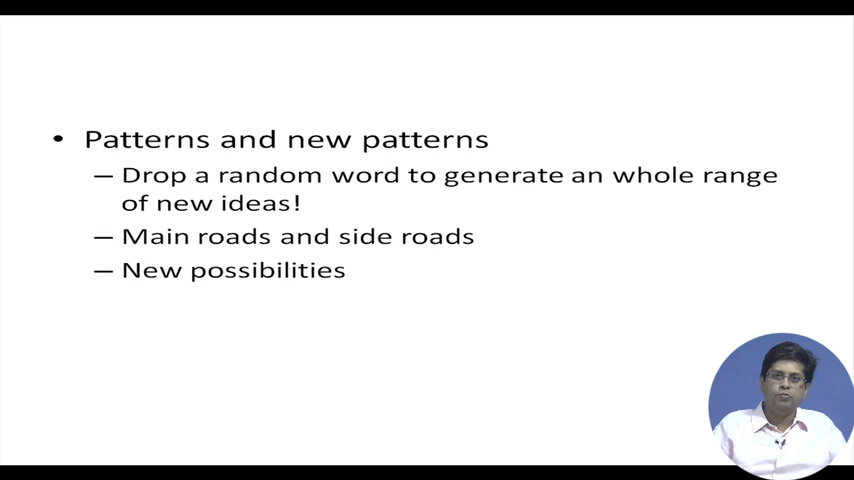 • Patterns and new patterns
– Drop a random word to generate an whole range
of new ideas!
– Main roads and side roads
– New possibilities